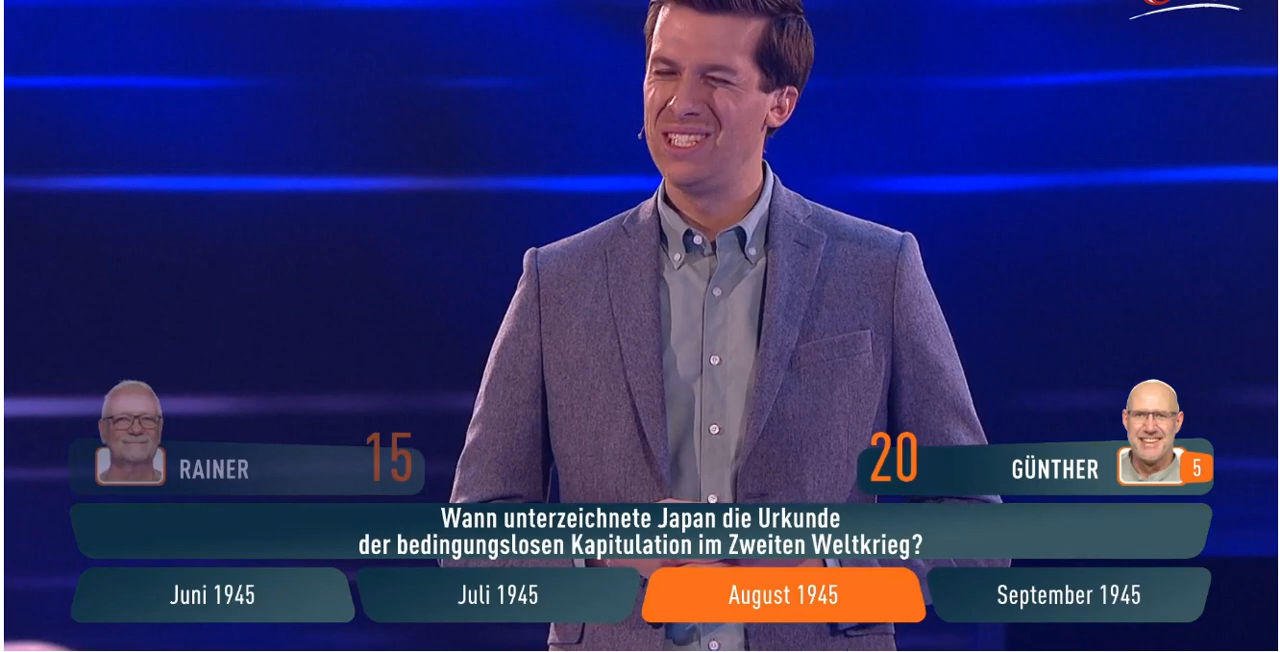 RAINER
15
20
GÜNTHER
5
Wann unterzeichnete Japan die Urkunde
der bedingungslosen Kapitulation im Zweiten Weltkrieg?
Juni 1945
Juli 1945
August 1945
September 1945